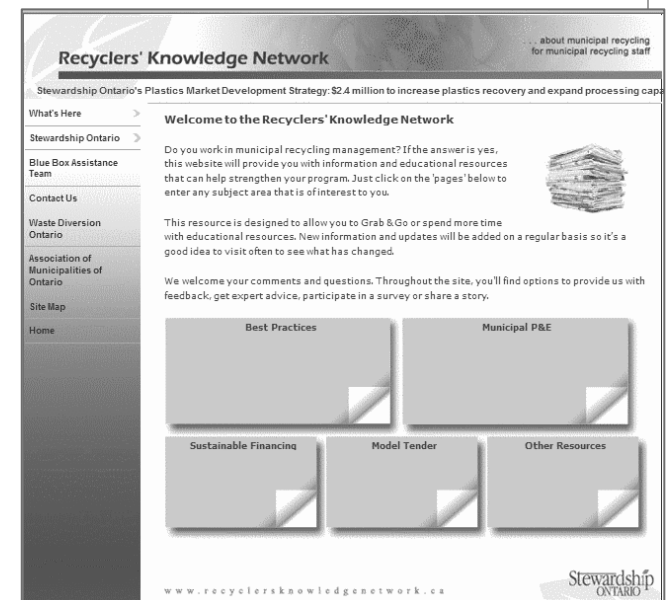 . . . about municipal recycling
for municipal recycling staff
Recyclers' Knowledge Network
Stewardship Ontario's Plastics Market Development Strategy: $2.4 million to increase plastics recovery and expand processing capa
What's Here
Stewardship Ontario
Blue Box Assistance
Team
Contact Us
Waste Diversion
Ontario
Association of
Municipalities of
Ontario
Site Map
Home
Welcome to the Recyclers' Knowledge Network
Do you work in municipal recycling management? If the answer is yes,
this website will provide you with information and educational resources
that can help strengthen your program. Just click on the 'pages' below to
enter any subject area that is of interest to you.
This resource is designed to allow you to Grab & Go or spend more time
with educational resources. New information and updates will be added on a regular basis so it's a
good idea to visit often to see what has changed.
We welcome your comments and questions. Throughout the site, you'll find options to provide us with
feedback, get expert advice, participate in a survey or share a story.
Best Practices
Municipal P&E
Sustainable Financing
Model Tender
Other Resources
www.recyclersknowledgenetwork.ca
Stewardship
ONTARIO